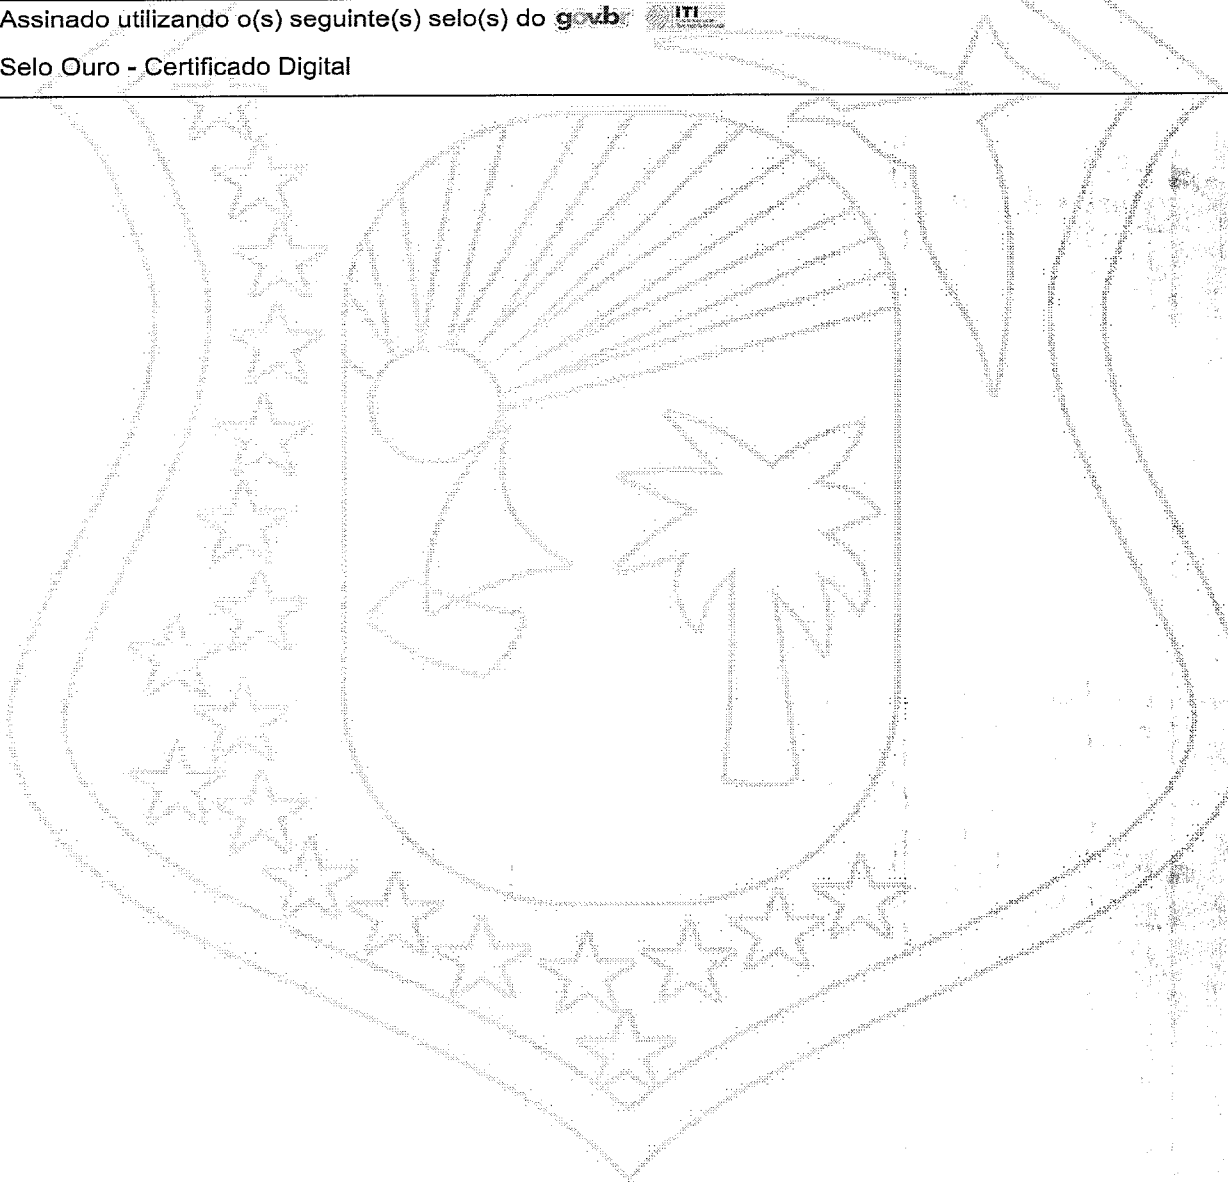 Assinado utilizando o(s) seguinte(s) selo(s) do gov.br ITI
Selo Ouro - Certificado Digital